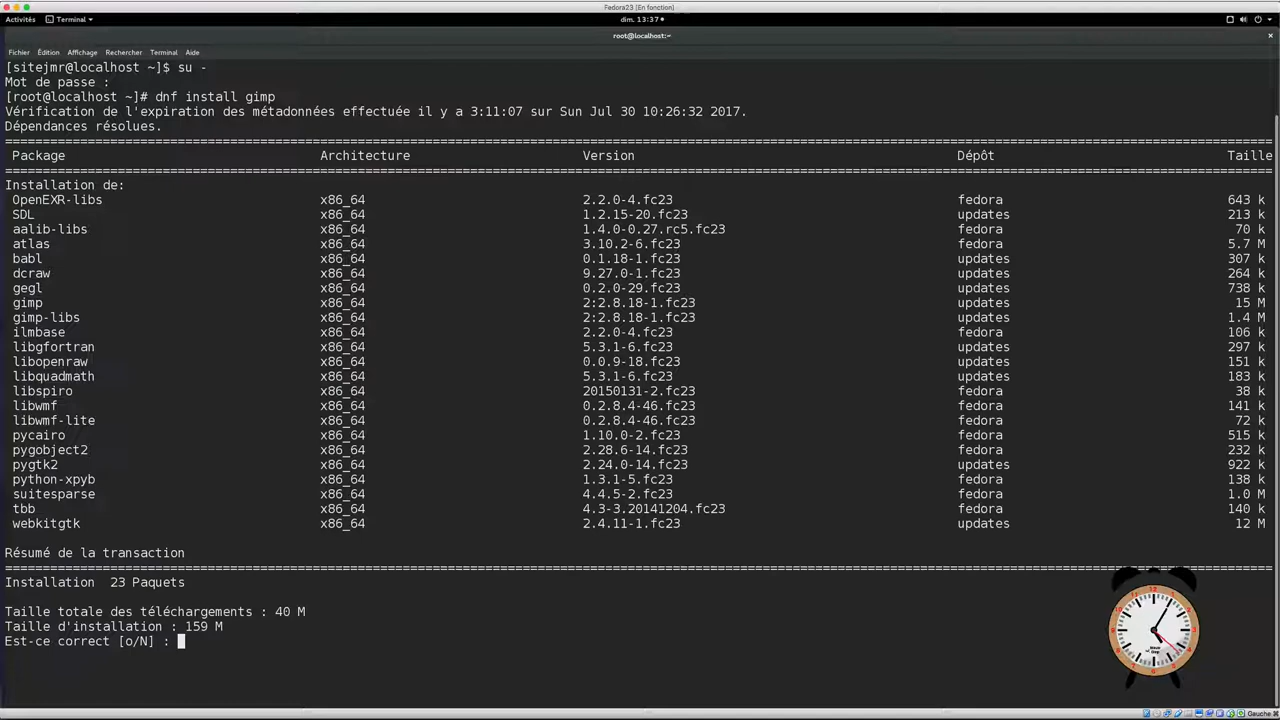 Fedora23 [En fonction]
Activités Terminal dim. 13:37
root@localhost:~
Fichier Édition Affichage Rechercher Terminal Aide
[sitejmr@localhost ~]$ su -
Mot de passe :
[root@localhost ~]# dnf install gimp
Vérification de l'expiration des métadonnées effectuée il y a 3:11:07 sur Sun Jul 30 10:26:32 2017.
Dépendances résolues.
================================================================================
Package Architecture Version Dépôt Taille
================================================================================
Installation de:
OpenEXR-libs x86_64 2.2.0-4.fc23 fedora 643 k
SDL x86_64 1.2.15-20.fc23 updates 213 k
aalib-libs x86_64 1.4.0-0.27.rc5.fc23 fedora 70 k
atlas x86_64 3.10.2-6.fc23 fedora 5.7 M
babl x86_64 0.1.18-1.fc23 updates 307 k
dcraw x86_64 9.27.0-1.fc23 updates 264 k
gegl x86_64 0.2.0-29.fc23 updates 738 k
gimp x86_64 2:2.8.18-1.fc23 updates 15 M
gimp-libs x86_64 2:2.8.18-1.fc23 updates 1.4 M
ilmbase x86_64 2.2.0-4.fc23 fedora 106 k
libgfortran x86_64 5.3.1-6.fc23 updates 297 k
libopenraw x86_64 0.0.9-18.fc23 updates 151 k
libquadmath x86_64 5.3.1-6.fc23 updates 183 k
libspiro x86_64 20150131-2.fc23 fedora 38 k
libwmf x86_64 0.2.8.4-46.fc23 fedora 141 k
libwmf-lite x86_64 0.2.8.4-46.fc23 fedora 72 k
pycairo x86_64 1.10.0-2.fc23 fedora 515 k
pygobject2 x86_64 2.28.6-14.fc23 fedora 232 k
pygtk2 x86_64 2.24.0-14.fc23 updates 922 k
python-xpyb x86_64 1.3.1-5.fc23 fedora 138 k
suitesparse x86_64 4.4.5-2.fc23 fedora 1.0 M
tbb x86_64 4.3-3.20141204.fc23 fedora 140 k
webkitgtk x86_64 2.4.11-1.fc23 updates 12 M
Résumé de la transaction
================================================================================
Installation 23 Paquets
Taille totale des téléchargements : 40 M
Taille d'installation : 159 M
Est-ce correct [o/N] :
Gauche ⌘